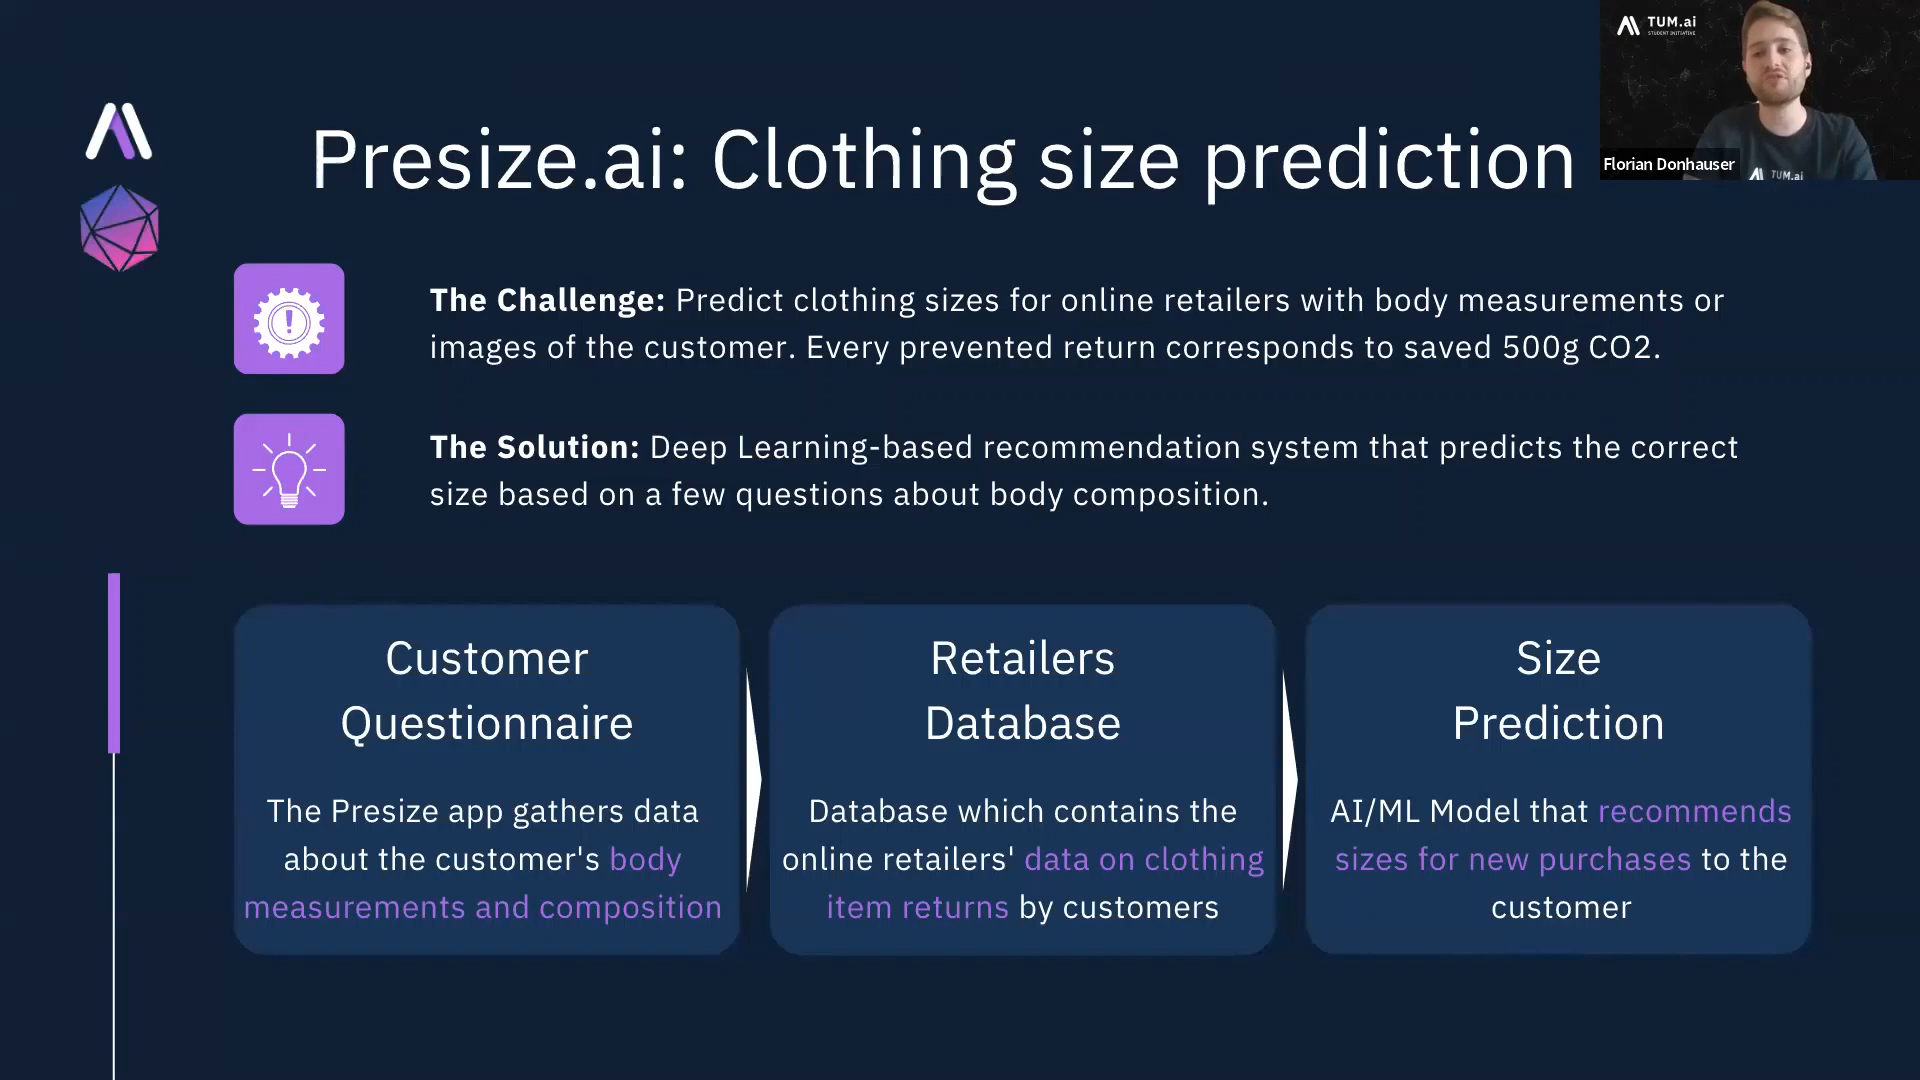 TUM.ai
STUDENT INITIATIVE
Florian Donhauser
TUM.ai
Presize.ai: Clothing size prediction
The Challenge: Predict clothing sizes for online retailers with body measurements or
images of the customer. Every prevented return corresponds to saved 500g CO2.
The Solution: Deep Learning-based recommendation system that predicts the correct
size based on a few questions about body composition.
Customer
Questionnaire
The Presize app gathers data
about the customer's body
measurements and composition
Retailers
Database
Database which contains the
online retailers' data on clothing
item returns by customers
Size
Prediction
AI/ML Model that recommends
sizes for new purchases to the
customer